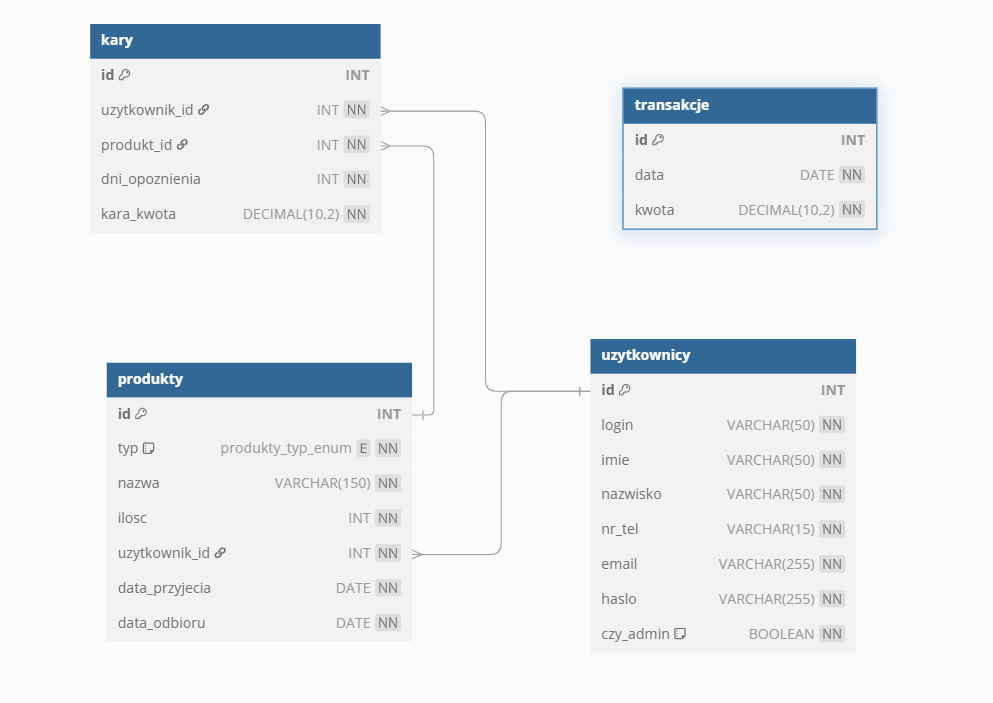 kary
id INT
uzytkownik_id INT NN
produkt_id INT NN
dni_opoznienia INT NN
kara_kwota DECIMAL(10,2) NN
transakcje
id INT
data DATE NN
kwota DECIMAL(10,2) NN
produkty
id INT
typ produkty_typ_enum E NN
nazwa VARCHAR(150) NN
ilosc INT NN
uzytkownik_id INT NN
data_przyjecia DATE NN
data_odbioru DATE NN
uzytkownicy
id INT
login VARCHAR(50) NN
imie VARCHAR(50) NN
nazwisko VARCHAR(50) NN
nr_tel VARCHAR(15) NN
email VARCHAR(255) NN
haslo VARCHAR(255) NN
czy_admin BOOLEAN NN